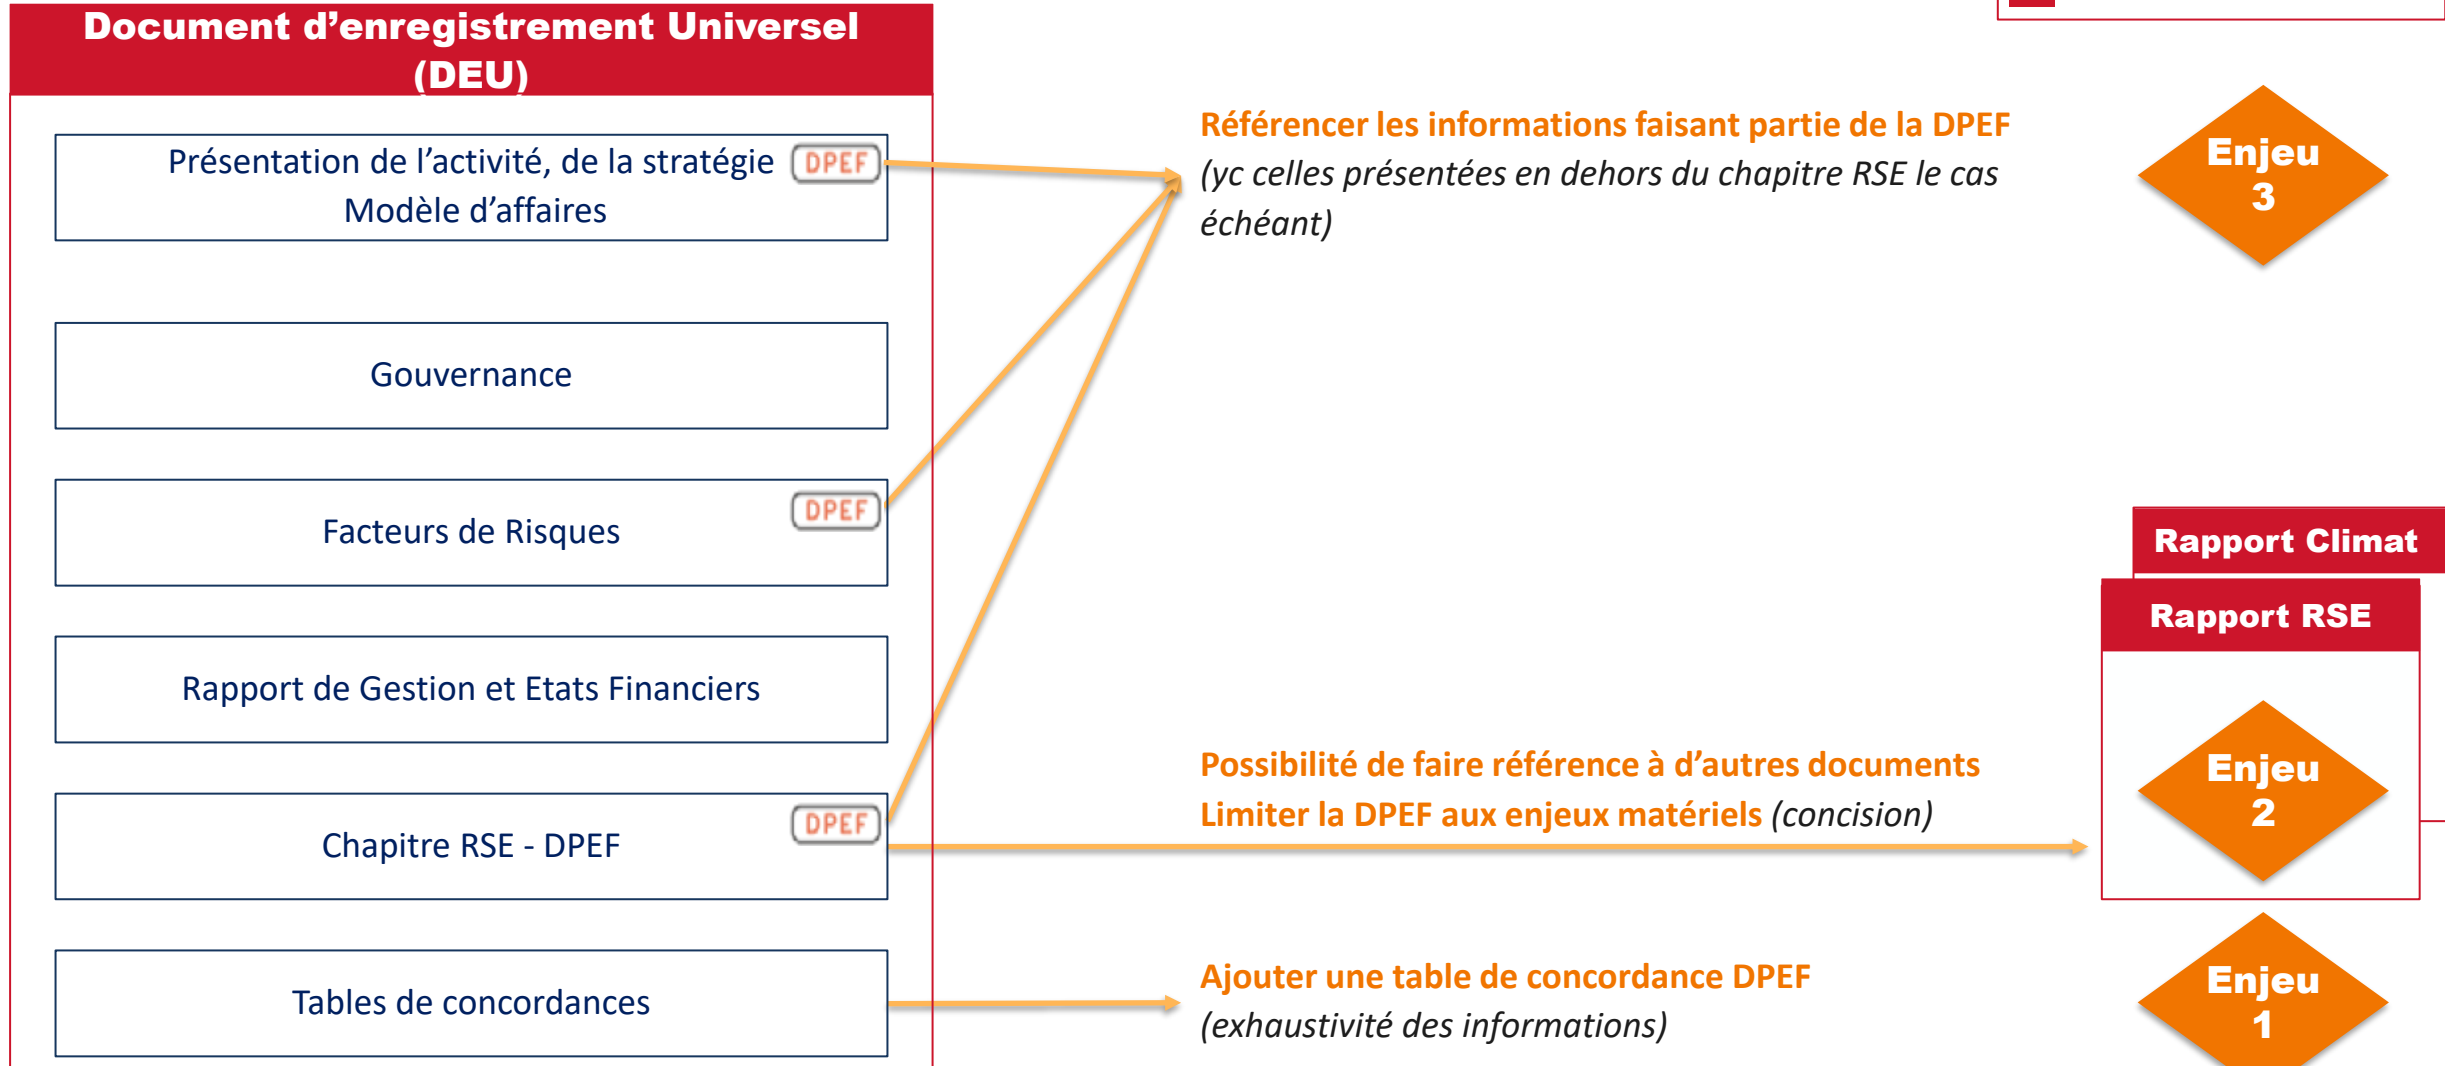 Document d’enregistrement Universel
(DEU)
Présentation de l’activité, de la stratégie
DPEF
Modèle d’affaires
Gouvernance
Facteurs de Risques
DPEF
Rapport de Gestion et Etats Financiers
Chapitre RSE - DPEF
DPEF
Tables de concordances
Référencer les informations faisant partie de la DPEF
(yc celles présentées en dehors du chapitre RSE le cas
échéant)
Possibilité de faire référence à d’autres documents
Limiter la DPEF aux enjeux matériels (concision)
Ajouter une table de concordance DPEF
(exhaustivité des informations)
Enjeu
3
Rapport Climat
Rapport RSE
Enjeu
2
Enjeu
1